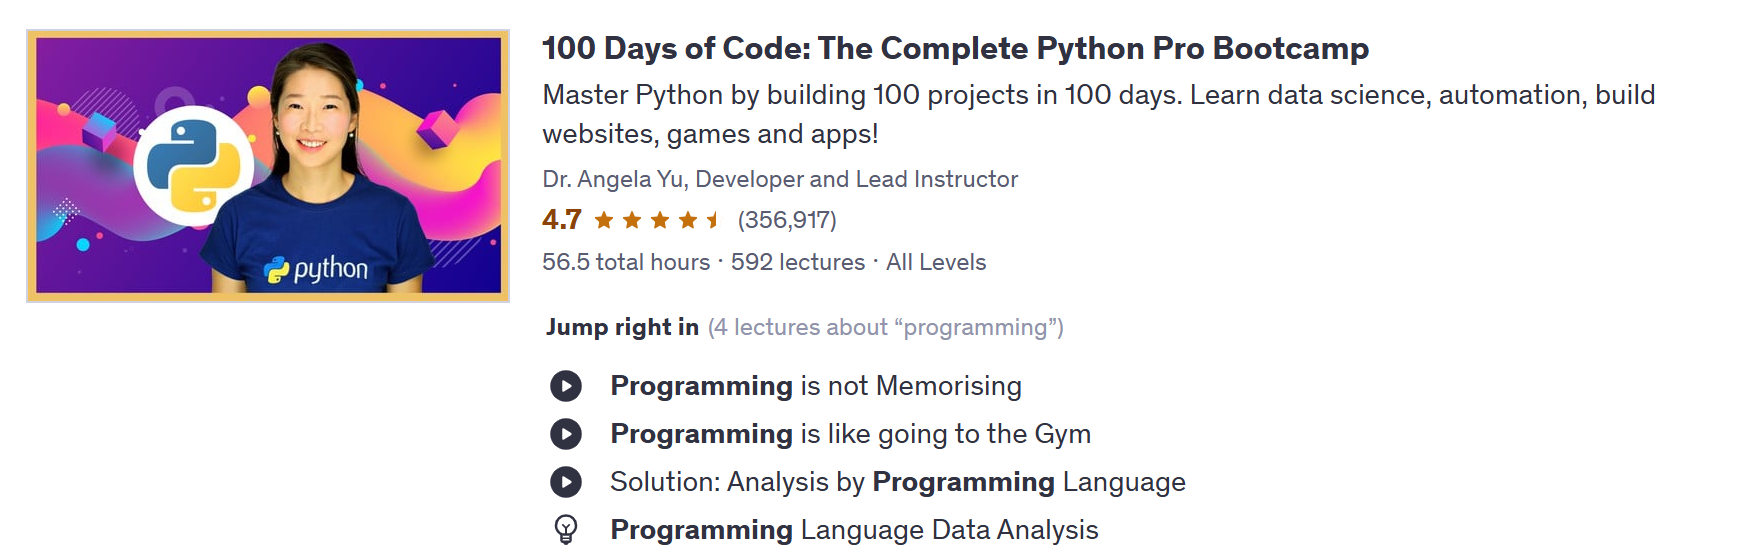 100 Days of Code: The Complete Python Pro Bootcamp
Master Python by building 100 projects in 100 days. Learn data science, automation, build
websites, games and apps!
Dr. Angela Yu, Developer and Lead Instructor
4.7 (356,917)
56.5 total hours · 592 lectures · All Levels
python
Jump right in (4 lectures about “programming”)
Programming is not Memorising
Programming is like going to the Gym
Solution: Analysis by Programming Language
Programming Language Data Analysis